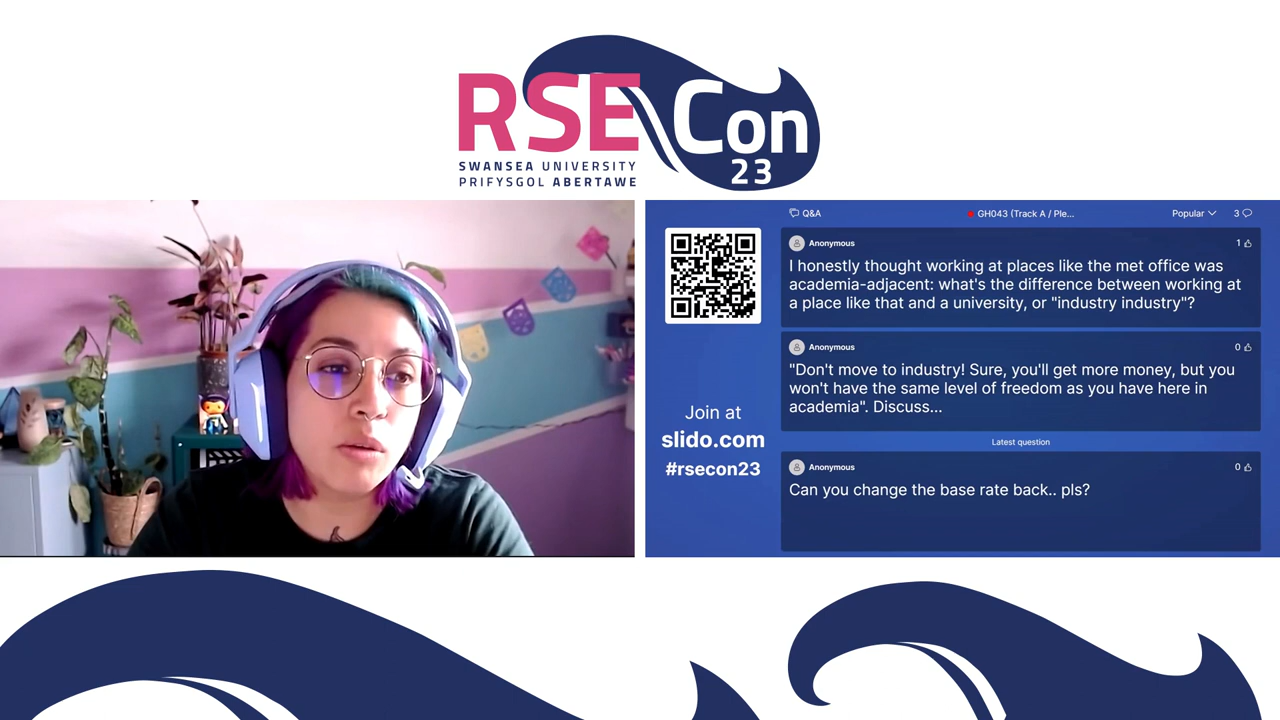 RSE Con
23
SWANSEA UNIVERSITY
PRIFYSGOL ABERTAWE
Q&A
GH043 (Track A / Ple...
Popular
3
Anonymous
1
I honestly thought working at places like the met office was
academia-adjacent: what's the difference between working at
a place like that and a university, or "industry industry"?
Anonymous
0
"Don't move to industry! Sure, you'll get more money, but you
won't have the same level of freedom as you have here in
academia". Discuss...
Join at
slido.com
#rsecon23
Latest question
Anonymous
0
Can you change the base rate back.. pls?